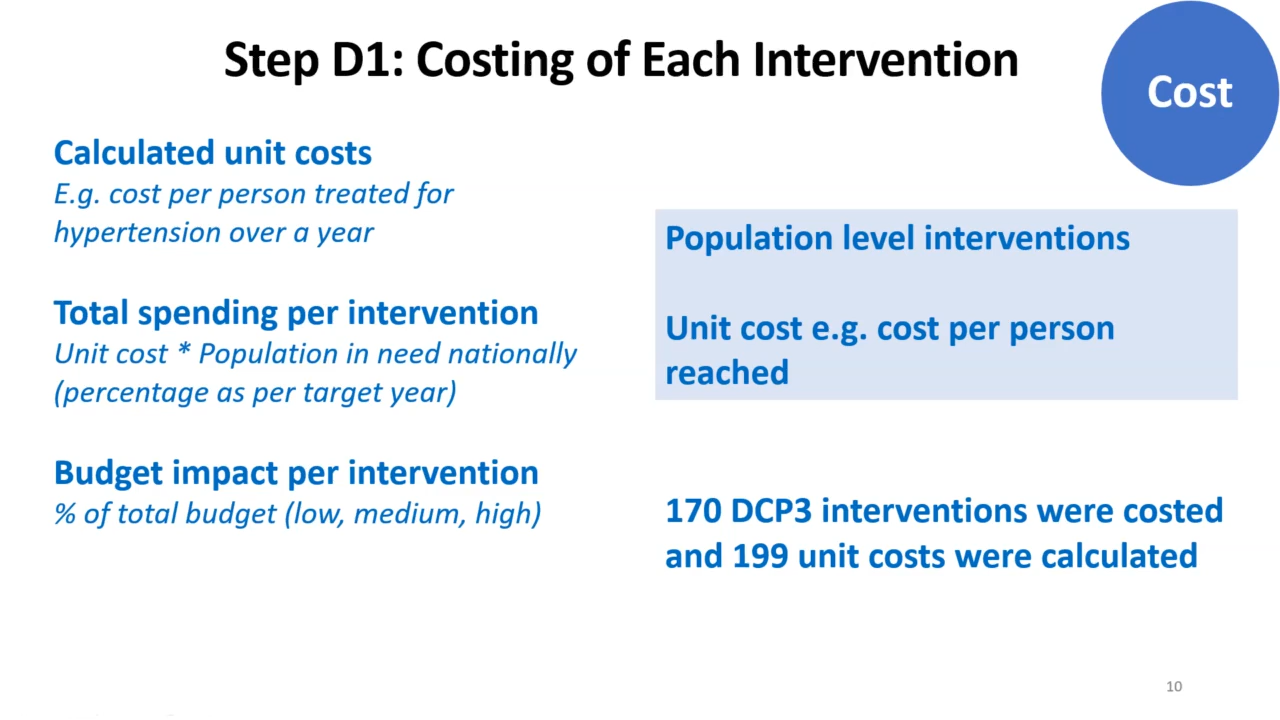 Step D1: Costing of Each Intervention
Cost
Calculated unit costs
E.g. cost per person treated for
hypertension over a year
Total spending per intervention
Unit cost * Population in need nationally
(percentage as per target year)
Budget impact per intervention
% of total budget (low, medium, high)
Population level interventions
Unit cost e.g. cost per person
reached
170 DCP3 interventions were costed
and 199 unit costs were calculated
10